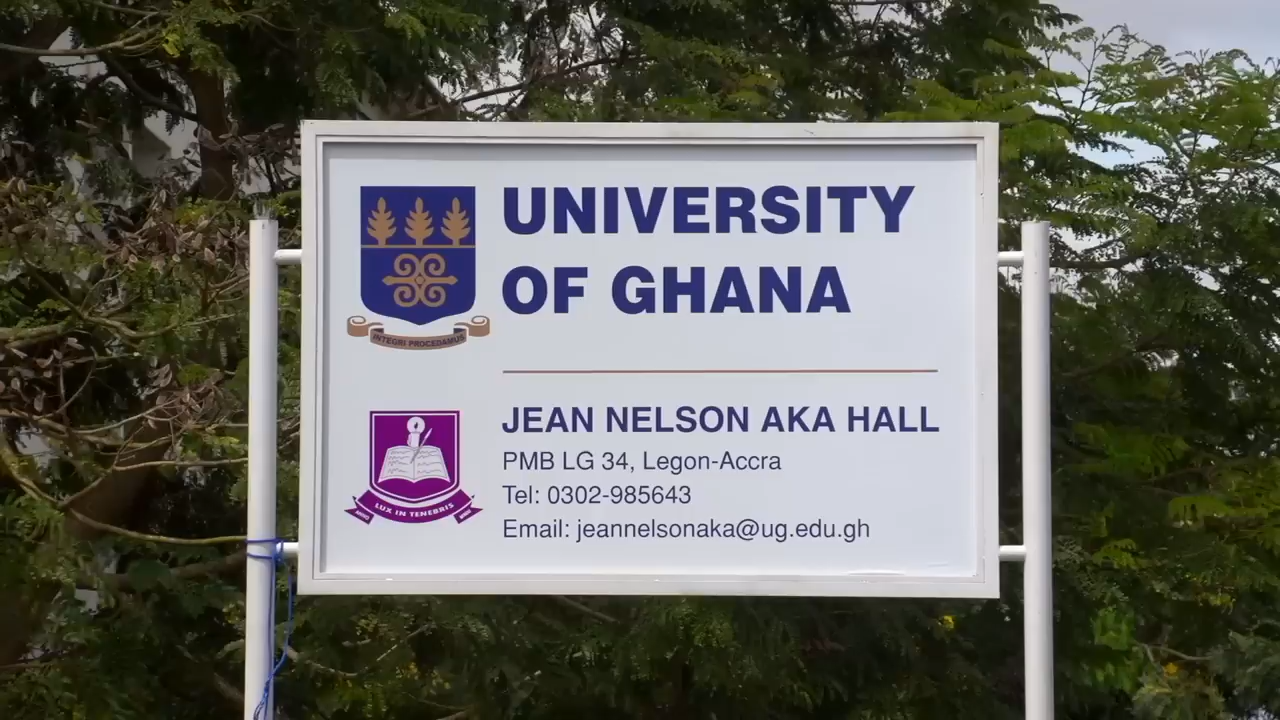 UNIVERSITY
OF GHANA
INTEGRI PROCEDAMUS
JEAN NELSON AKA HALL
PMB LG 34, Legon-Accra
Tel: 0302-985643
Email: jeannelsonaka@ug.edu.gh
LUX IN TENEBRIS